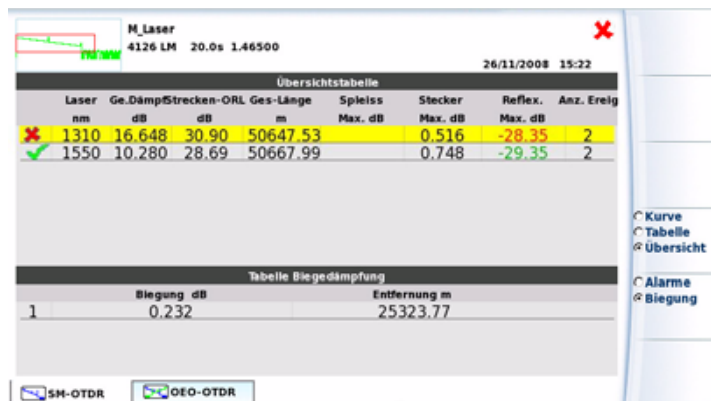 M_Laser
4126 LM 20.0s 1.46500
26/11/2008 15:22
Übersichtstabelle
Laser Ge.Dämpf Strecken-ORL Ges-Länge Spleiss Stecker Reflex. Anz. Ereig
nm dB dB m Max. dB Max. dB Max. dB
1310 16.648 30.90 50647.53 0.516 -28.35 2
1550 10.280 28.69 50667.99 0.748 -29.35 2
Kurve
Tabelle
Übersicht
Tabelle Biegedämpfung
Alarme
Biegung
Biegung dB Entfernung m
1 0.232 25323.77
SM-OTDR OEO-OTDR